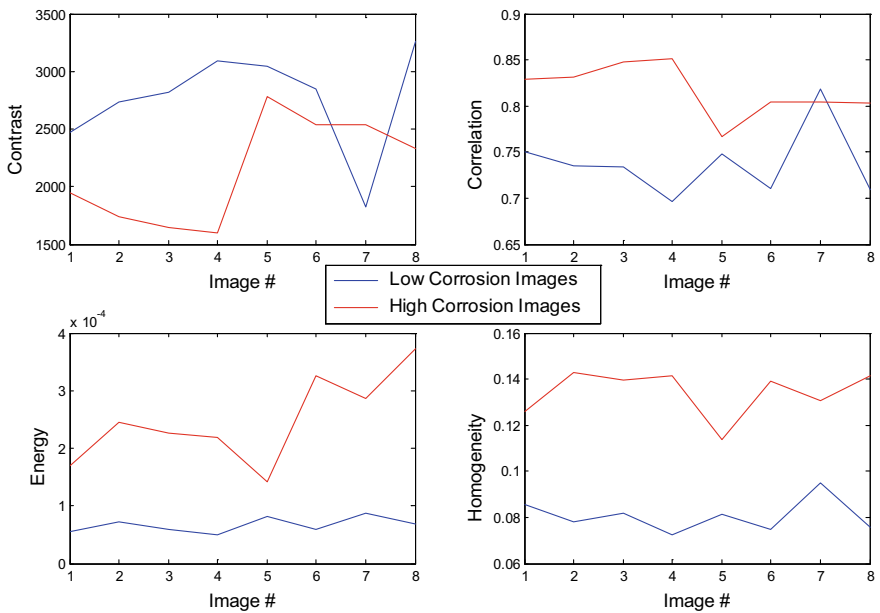 3500
3000
2500
2000
1500
Contrast
1 2 3 4 5 6 7 8
Image #
0.9
0.85
0.8
0.75
0.7
0.65
Correlation
1 2 3 4 5 6 7 8
Image #
Low Corrosion Images
High Corrosion Images
x 10⁻⁴
4
3
2
1
0
Energy
1 2 3 4 5 6 7 8
Image #
0.16
0.14
0.12
0.1
0.08
0.06
Homogeneity
1 2 3 4 5 6 7 8
Image #